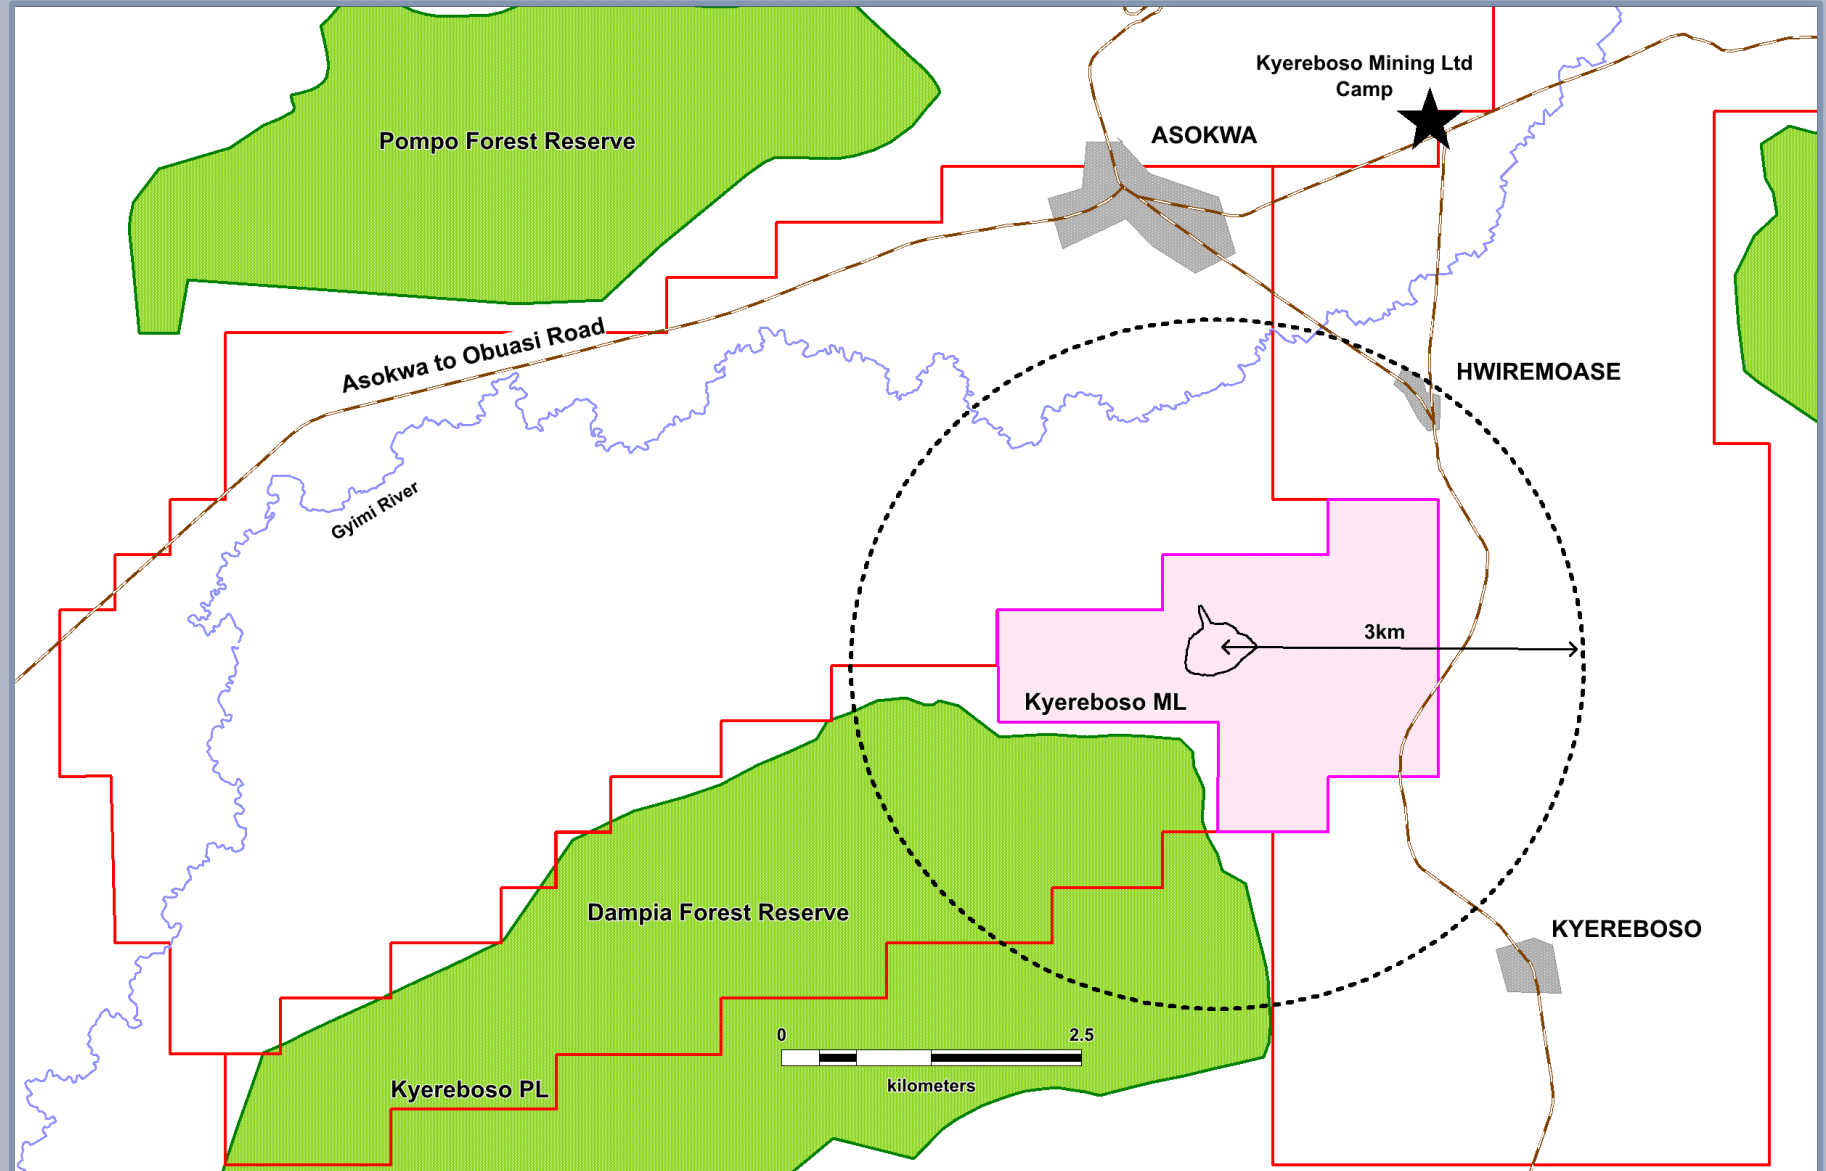 Kyereboso Mining Ltd
Camp
ASOKWA
Pompo Forest Reserve
Asokwa to Obuasi Road
HWIREMOASE
Gyimi River
3km
Kyereboso ML
Dampia Forest Reserve
KYEREBOSO
0 2.5
kilometers
Kyereboso PL